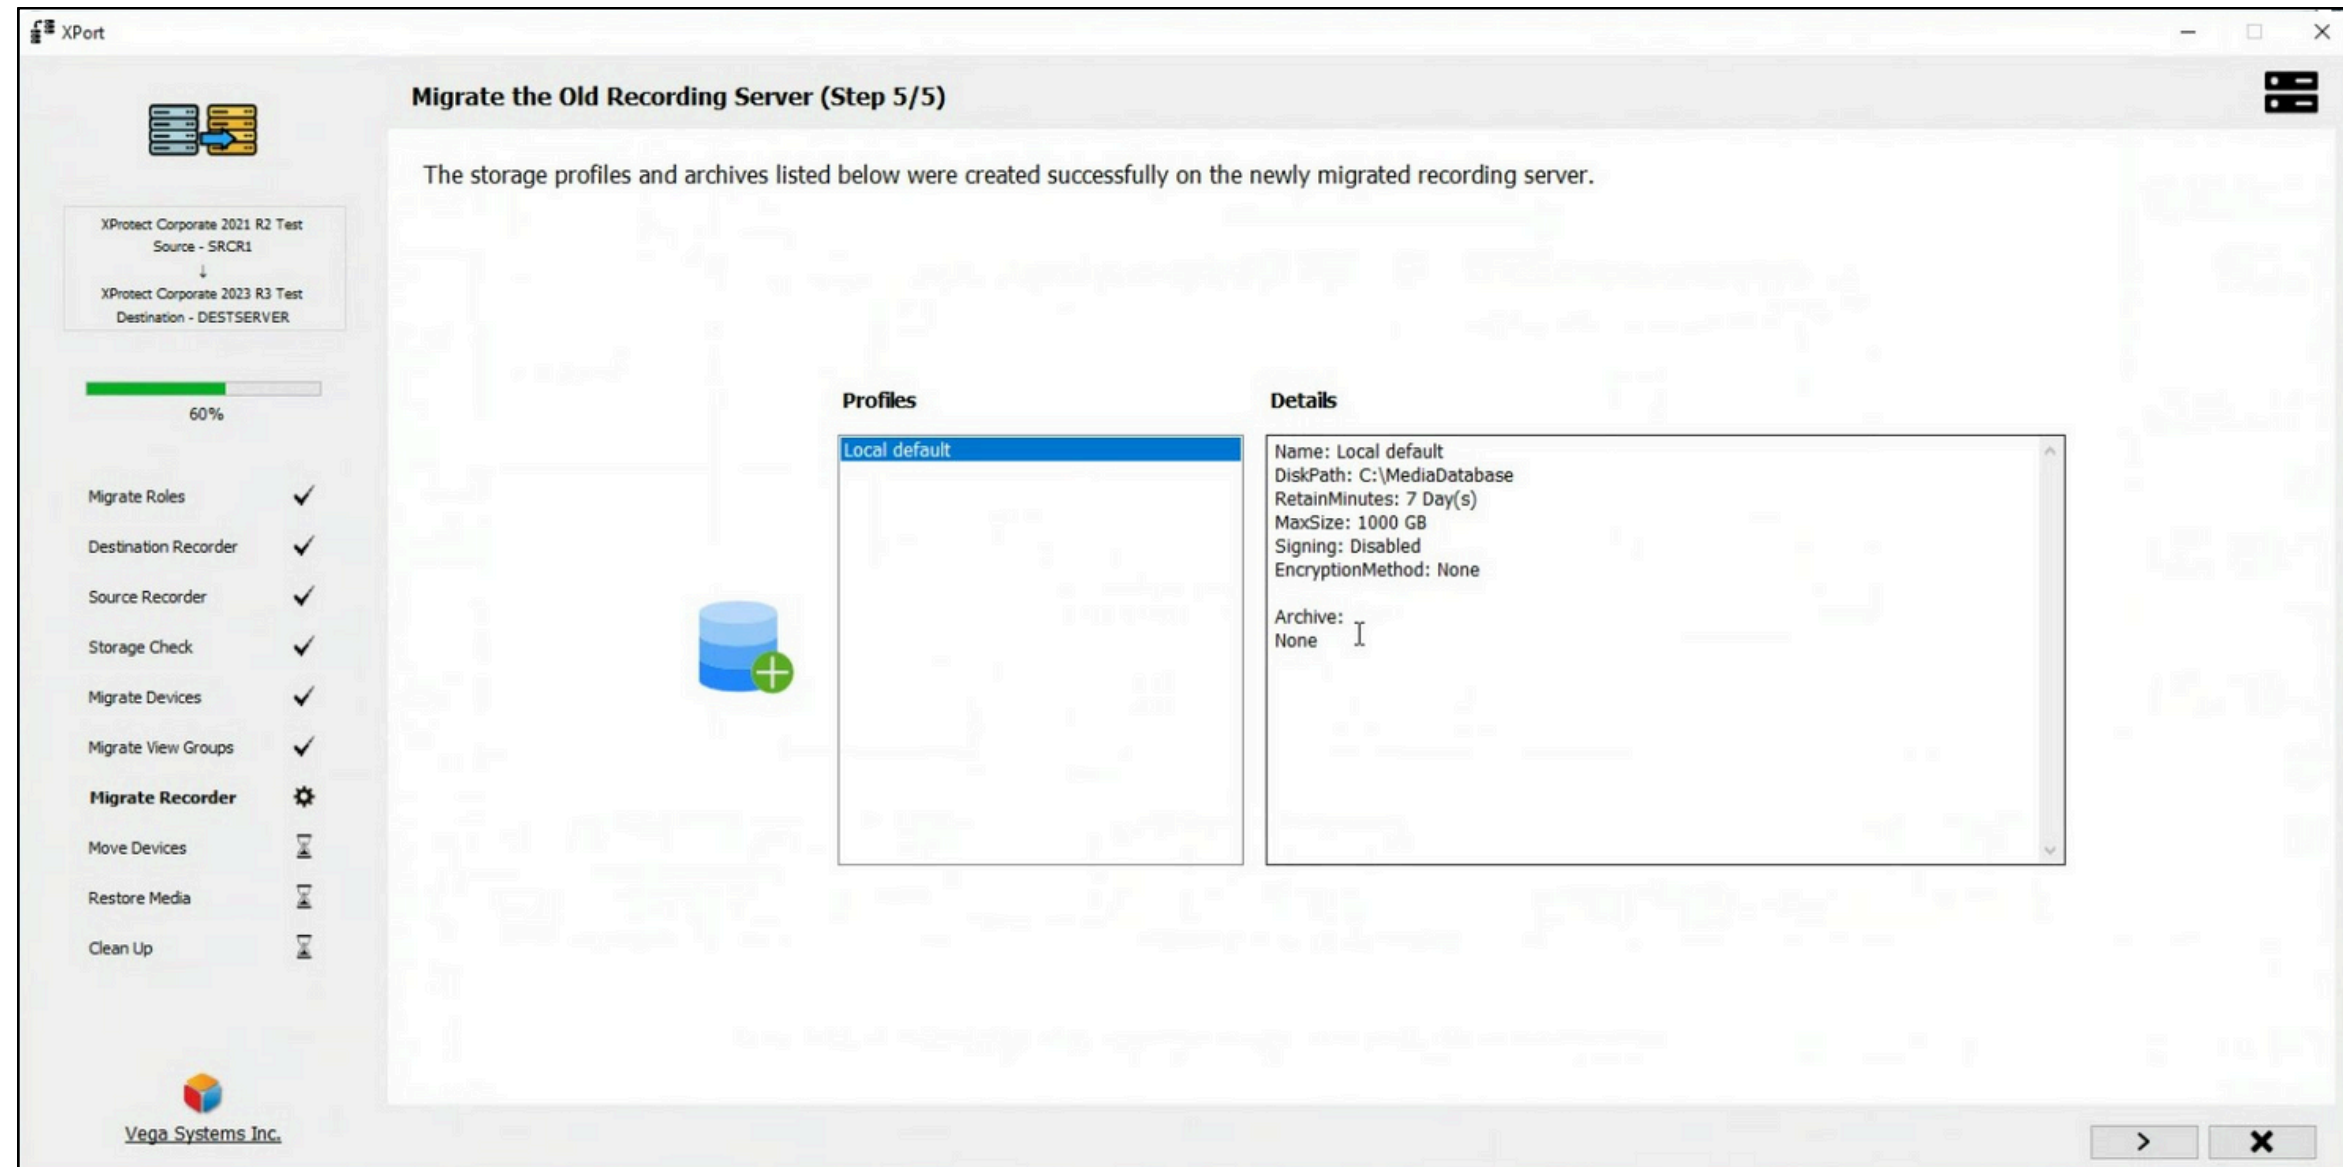 XPort
Migrate the Old Recording Server (Step 5/5)
The storage profiles and archives listed below were created successfully on the newly migrated recording server.
XProtect Corporate 2021 R2 Test
Source - SRCR1
↓
XProtect Corporate 2023 R3 Test
Destination - DESTSERVER
60%
Migrate Roles
Destination Recorder
Source Recorder
Storage Check
Migrate Devices
Migrate View Groups
Migrate Recorder
Move Devices
Restore Media
Clean Up
Vega Systems Inc.
Profiles
Local default
Details
Name: Local default
DiskPath: C:\MediaDatabase
RetainMinutes: 7 Day(s)
MaxSize: 1000 GB
Signing: Disabled
EncryptionMethod: None
Archive:
None